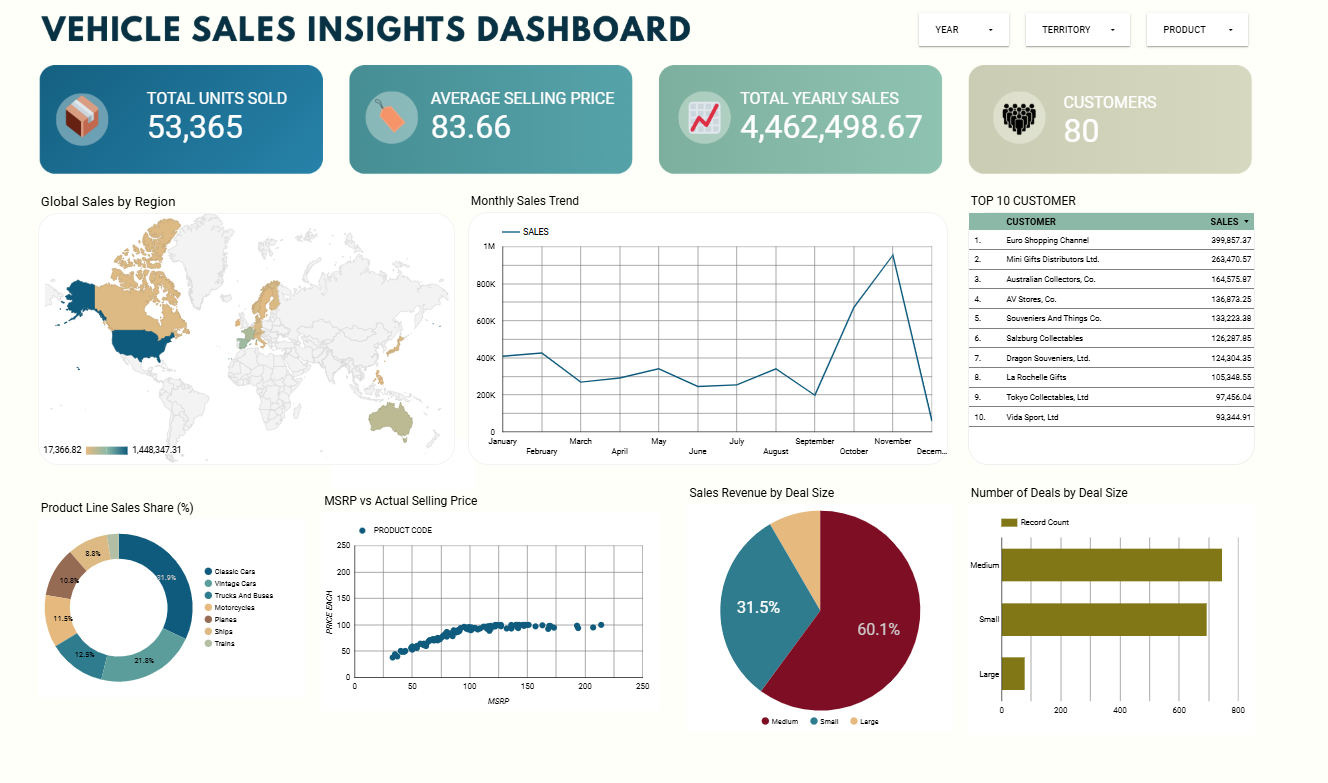 VEHICLE SALES INSIGHTS DASHBOARD
YEAR
TERRITORY
PRODUCT
TOTAL UNITS SOLD
53,365
AVERAGE SELLING PRICE
83.66
TOTAL YEARLY SALES
4,462,498.67
CUSTOMERS
80
Global Sales by Region
17,366.82
1,448,347.31
Monthly Sales Trend
SALES
1M
800K
600K
400K
200K
0
January
February
March
April
May
June
July
August
September
October
November
Decem...
TOP 10 CUSTOMER
CUSTOMER SALES
1. Euro Shopping Channel 399,857.37
2. Mini Gifts Distributors Ltd. 263,470.57
3. Australian Collectors, Co. 164,575.87
4. AV Stores, Co. 136,873.25
5. Souveniers And Things Co. 133,223.38
6. Salzburg Collectables 126,287.85
7. Dragon Souveniers, Ltd. 124,304.35
8. La Rochelle Gifts 105,348.55
9. Tokyo Collectables, Ltd 97,456.04
10. Vida Sport, Ltd 93,344.91
Product Line Sales Share (%)
31.9%
21.8%
12.5%
11.5%
10.8%
8.8%
Classic Cars
Vintage Cars
Trucks And Buses
Motorcycles
Planes
Ships
Trains
MSRP vs Actual Selling Price
PRODUCT CODE
PRICE EACH
250
200
150
100
50
0
0 50 100 150 200 250
MSRP
Sales Revenue by Deal Size
31.5%
60.1%
Medium Small Large
Number of Deals by Deal Size
Record Count
Medium
Small
Large
0 200 400 600 800